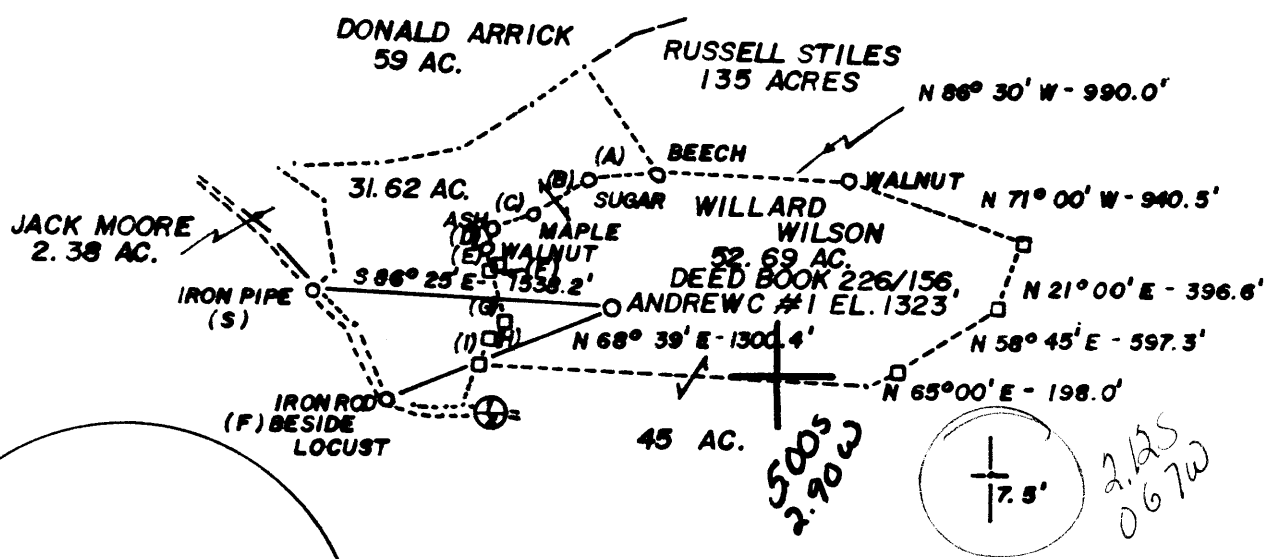 DONALD ARRICK
59 AC.
RUSSELL STILES
135 ACRES
N 86° 30' W - 990.0'
(A)
BEECH
(B)
SUGAR
WALNUT
31.62 AC.
(C)
MAPLE
WILLARD
WILSON
52.69 AC.
DEED BOOK 226/156,
ANDREW C #1 EL. 1323'
N 71° 00' W - 940.5'
JACK MOORE
2.38 AC.
ASH
(D)
(E) WALNUT
S 86° 25' E - 1538.2'
IRON PIPE
(S)
(G)
(H)
(I)
N 68° 39' E - 1300.4'
N 21° 00' E - 396.6'
N 58° 45' E - 597.3'
N 65° 00' E - 198.0'
IRON ROD
(F) BESIDE
LOCUST
45 AC.
5.00S
2.90W
7.5'
2.12S
0.67W